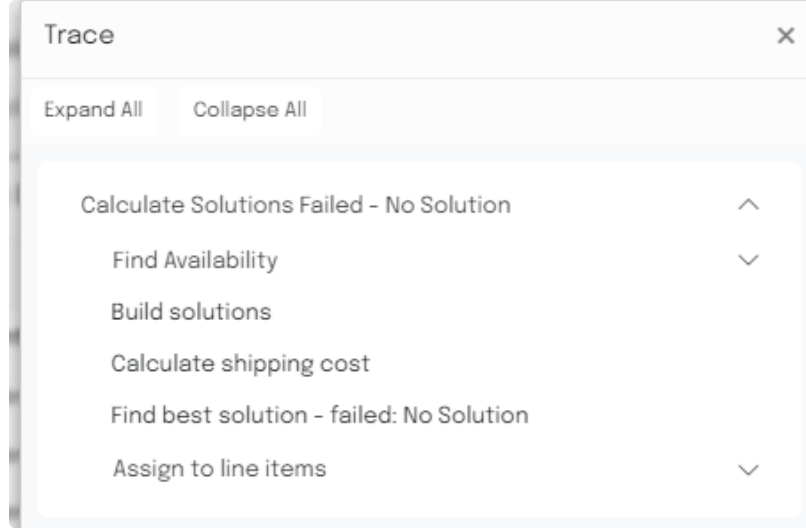 Trace
Expand All Collapse All
Calculate Solutions Failed - No Solution
Find Availability
Build solutions
Calculate shipping cost
Find best solution - failed: No Solution
Assign to line items